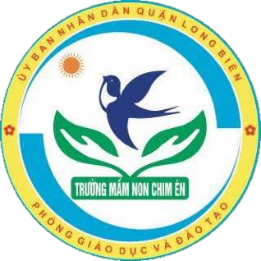 ỦY BAN NHÂN DÂN QUẬN LONG BIÊN
TRƯỜNG MẦM NON CHIM ÉN
PHÒNG GIÁO DỤC VÀ ĐÀO TẠO